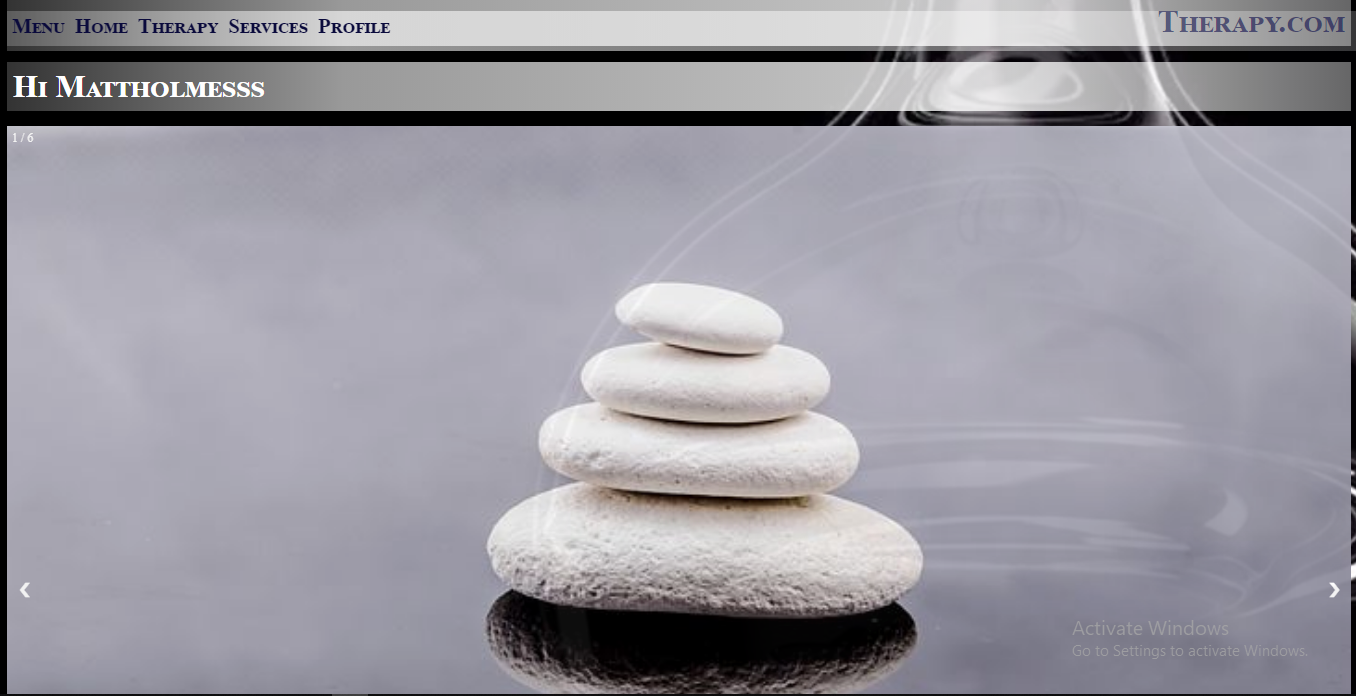 Menu Home Therapy Services Profile
Therapy.com
Hi Mattholmesss
1 / 6
❮ ❯
Activate Windows
Go to Settings to activate Windows.